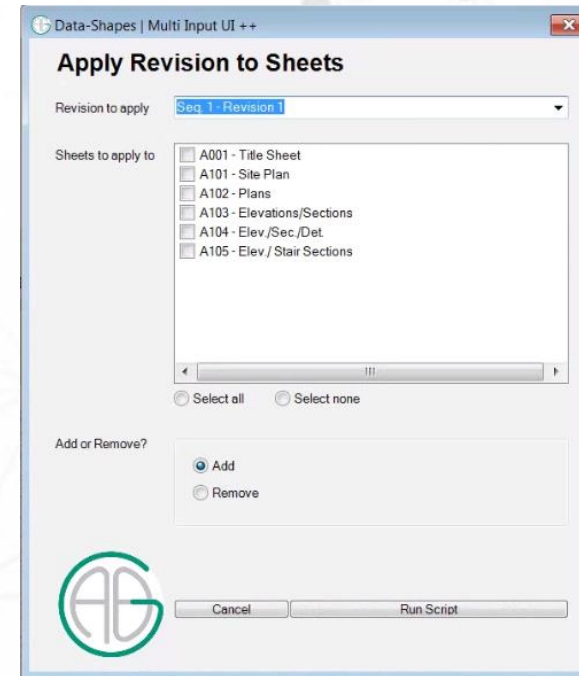 Data-Shapes | Multi Input UI ++
Apply Revision to Sheets
Revision to apply
Seq. 1 - Revision 1
Sheets to apply to
A001 - Title Sheet
A101 - Site Plan
A102 - Plans
A103 - Elevations/Sections
A104 - Elev./Sec./Det.
A105 - Elev./ Stair Sections
Select all Select none
Add or Remove?
Add
Remove
AG
Cancel Run Script